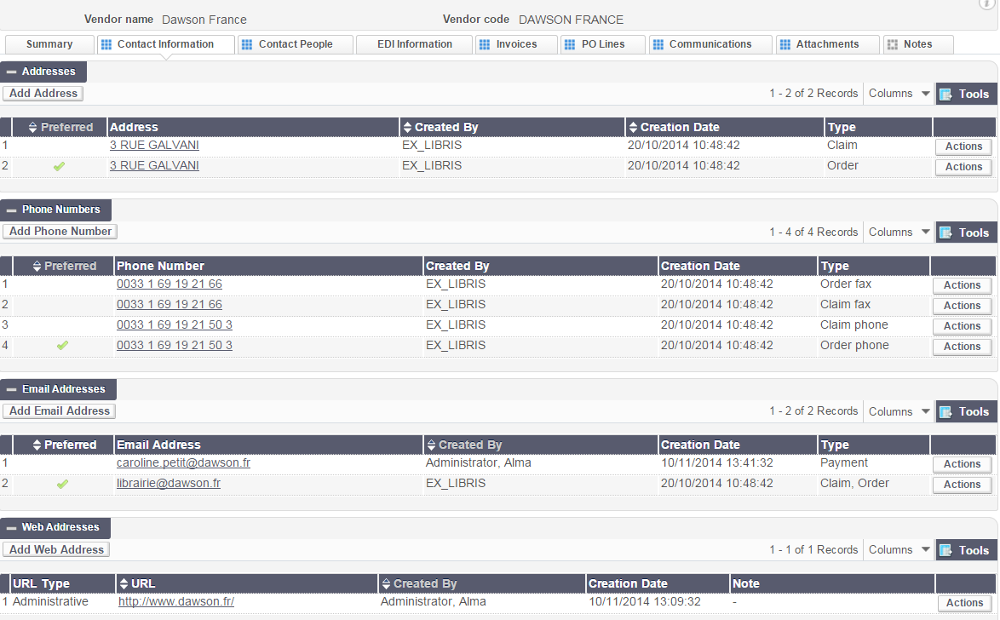 Vendor name Dawson France Vendor code DAWSON FRANCE
Summary Contact Information Contact People EDI Information Invoices PO Lines Communications Attachments Notes
Addresses
Add Address 1 - 2 of 2 Records Columns Tools
Preferred Address Created By Creation Date Type
1 3 RUE GALVANI EX_LIBRIS 20/10/2014 10:48:42 Claim Actions
2 3 RUE GALVANI EX_LIBRIS 20/10/2014 10:48:42 Order Actions
Phone Numbers
Add Phone Number 1 - 4 of 4 Records Columns Tools
Preferred Phone Number Created By Creation Date Type
1 0033 1 69 19 21 66 EX_LIBRIS 20/10/2014 10:48:42 Order fax Actions
2 0033 1 69 19 21 66 EX_LIBRIS 20/10/2014 10:48:42 Claim fax Actions
3 0033 1 69 19 21 50 3 EX_LIBRIS 20/10/2014 10:48:42 Claim phone Actions
4 0033 1 69 19 21 50 3 EX_LIBRIS 20/10/2014 10:48:42 Order phone Actions
Email Addresses
Add Email Address 1 - 2 of 2 Records Columns Tools
Preferred Email Address Created By Creation Date Type
1 caroline.petit@dawson.fr Administrator, Alma 10/11/2014 13:41:32 Payment Actions
2 librairie@dawson.fr EX_LIBRIS 20/10/2014 10:48:42 Claim, Order Actions
Web Addresses
Add Web Address 1 - 1 of 1 Records Columns Tools
URL Type URL Created By Creation Date Note
1 Administrative http://www.dawson.fr/ Administrator, Alma 10/11/2014 13:09:32 - Actions